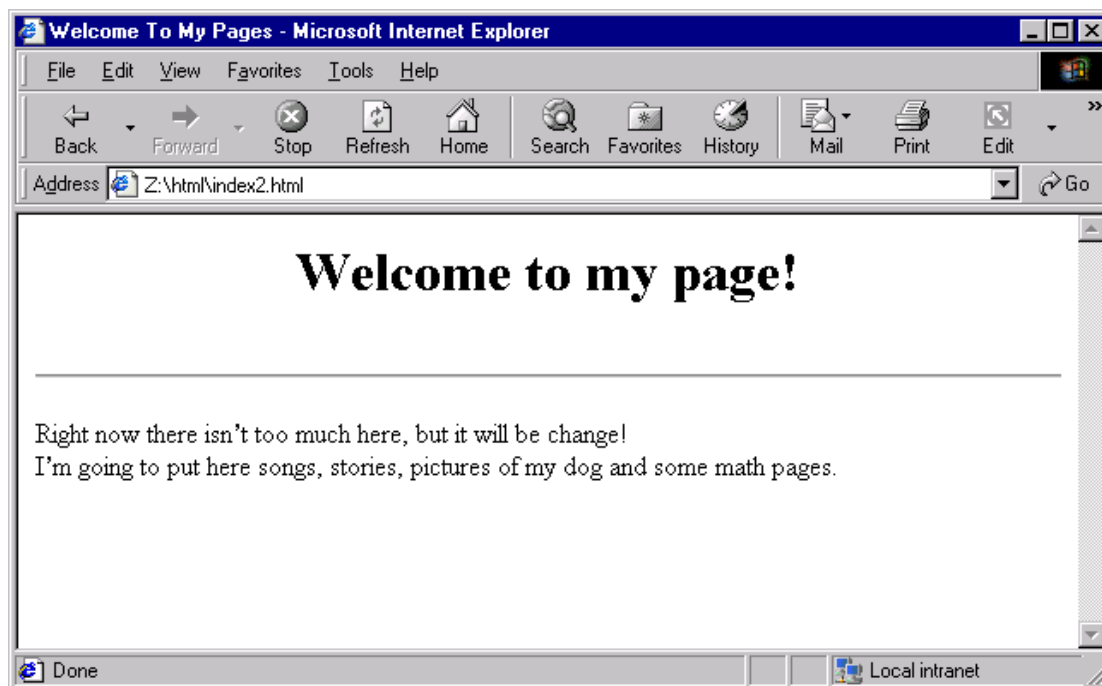 Welcome To My Pages - Microsoft Internet Explorer
File Edit View Favorites Tools Help
Back Forward Stop Refresh Home Search Favorites History Mail Print Edit »
Address Z:\html\index2.html Go
Welcome to my page!
Right now there isn't too much here, but it will be change!
I'm going to put here songs, stories, pictures of my dog and some math pages.
Done Local intranet